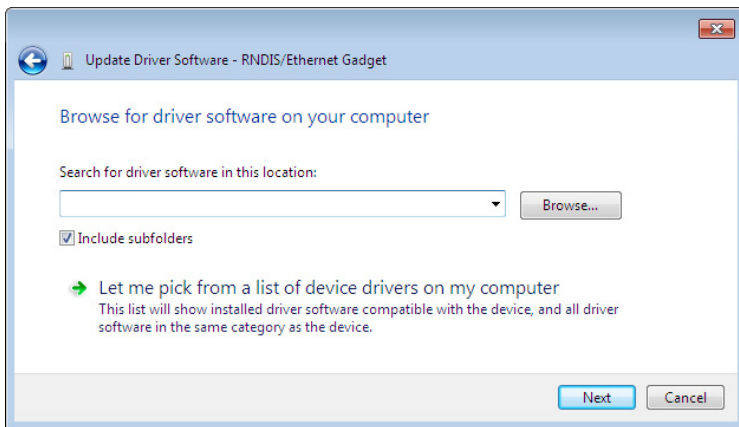 Update Driver Software - RNDIS/Ethernet Gadget
Browse for driver software on your computer
Search for driver software in this location:
Browse...
Include subfolders
Let me pick from a list of device drivers on my computer
This list will show installed driver software compatible with the device, and all driver
software in the same category as the device.
Next
Cancel